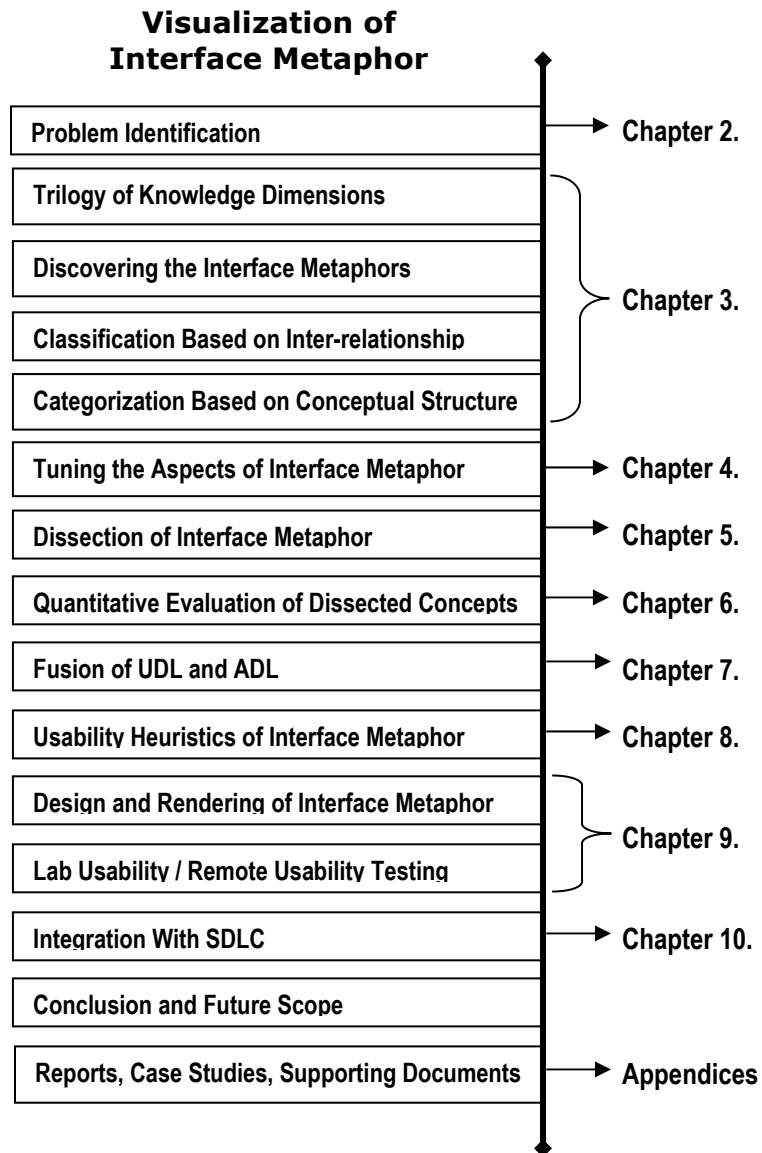 Visualization of
Interface Metaphor
Problem Identification
Chapter 2.
Trilogy of Knowledge Dimensions
Discovering the Interface Metaphors
Chapter 3.
Classification Based on Inter-relationship
Categorization Based on Conceptual Structure
Tuning the Aspects of Interface Metaphor
Chapter 4.
Dissection of Interface Metaphor
Chapter 5.
Quantitative Evaluation of Dissected Concepts
Chapter 6.
Fusion of UDL and ADL
Chapter 7.
Usability Heuristics of Interface Metaphor
Chapter 8.
Design and Rendering of Interface Metaphor
Chapter 9.
Lab Usability / Remote Usability Testing
Integration With SDLC
Chapter 10.
Conclusion and Future Scope
Reports, Case Studies, Supporting Documents
Appendices